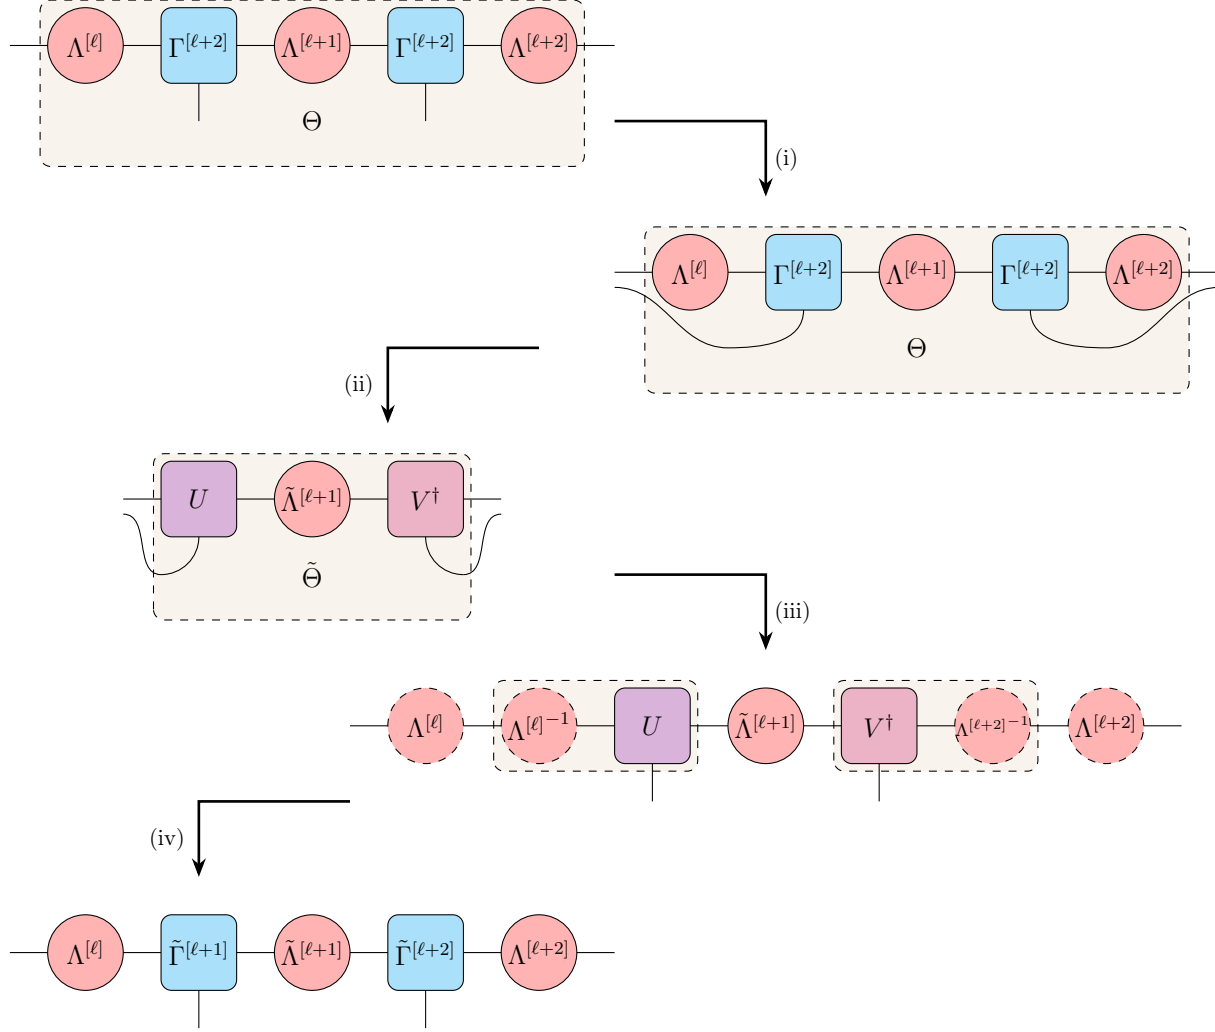 Λ^[ℓ] Γ^[ℓ+2] Λ^[ℓ+1] Γ^[ℓ+2] Λ^[ℓ+2]
Θ
(i)
Λ^[ℓ] Γ^[ℓ+2] Λ^[ℓ+1] Γ^[ℓ+2] Λ^[ℓ+2]
Θ
(ii)
U Λ̃^[ℓ+1] V^†
Θ̃
(iii)
Λ^[ℓ] Λ^[ℓ]^−1 U Λ̃^[ℓ+1] V^† Λ^[ℓ+2]^−1 Λ^[ℓ+2]
(iv)
Λ^[ℓ] Γ̃^[ℓ+1] Λ̃^[ℓ+1] Γ̃^[ℓ+2] Λ^[ℓ+2]